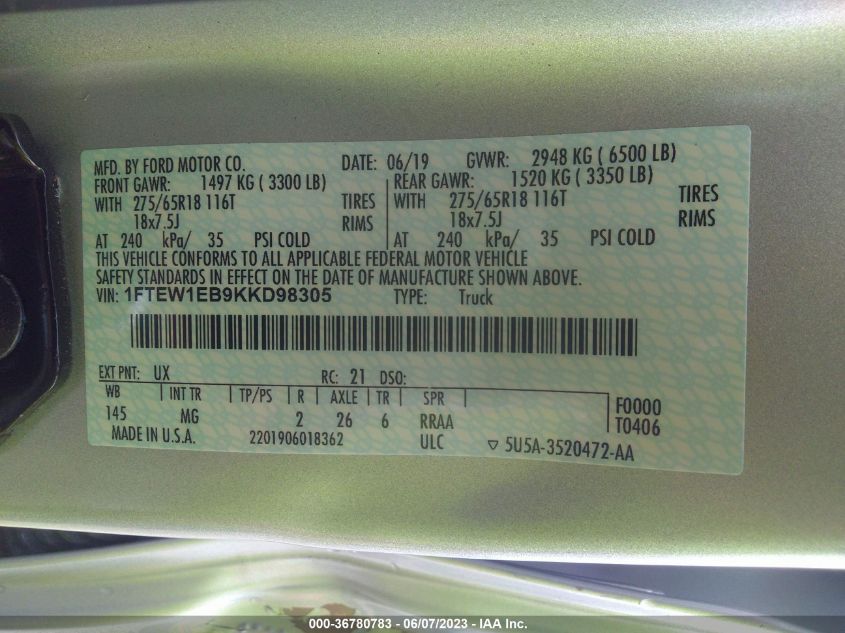 MFD. BY FORD MOTOR CO. DATE: 06/19 GVWR: 2948 KG ( 6500 LB)
FRONT GAWR: 1497 KG ( 3300 LB) REAR GAWR: 1520 KG ( 3350 LB)
WITH 275/65R18 116T TIRES WITH 275/65R18 116T TIRES
18x7.5J RIMS 18x7.5J RIMS
AT 240 kPa/ 35 PSI COLD AT 240 kPa/ 35 PSI COLD
THIS VEHICLE CONFORMS TO ALL APPLICABLE FEDERAL MOTOR VEHICLE
SAFETY STANDARDS IN EFFECT ON THE DATE OF MANUFACTURE SHOWN ABOVE.
VIN: 1FTEW1EB9KKD98305 TYPE: Truck
EXT PNT: UX RC: 21 DSO:
WB INT TR TP/PS R AXLE TR SPR F0000
145 MG 2 26 6 RRAA T0406
MADE IN U.S.A. 2201906018362 ULC ▽ 5U5A-3520472-AA
000-36780783 - 06/07/2023 - IAA Inc.